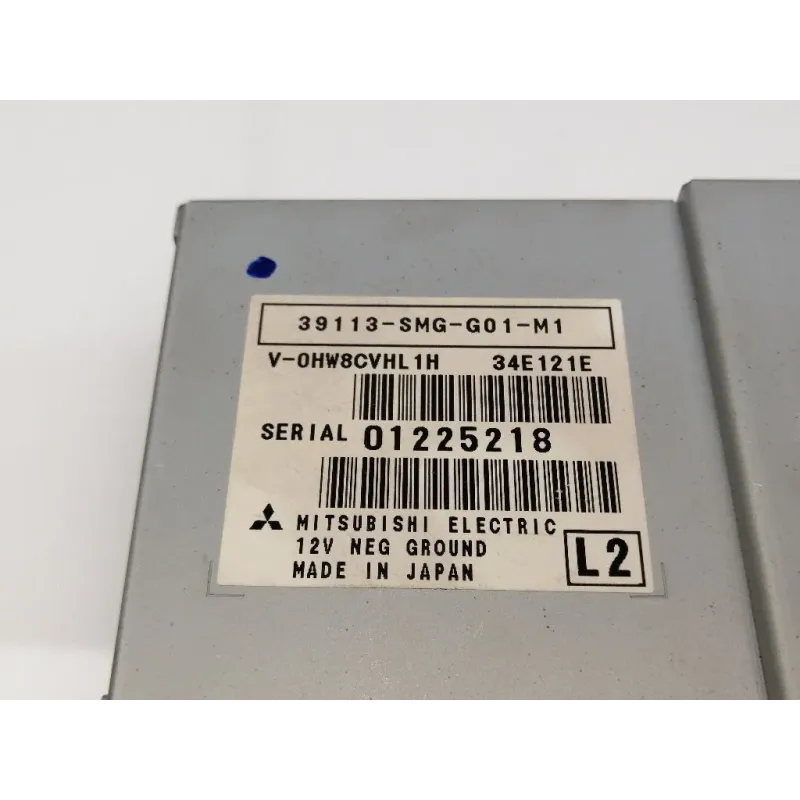 39113-SMG-G01-M1
V-0HW8CVHL1H 34E121E
SERIAL 01225218
MITSUBISHI ELECTRIC
12V NEG GROUND
MADE IN JAPAN
L2